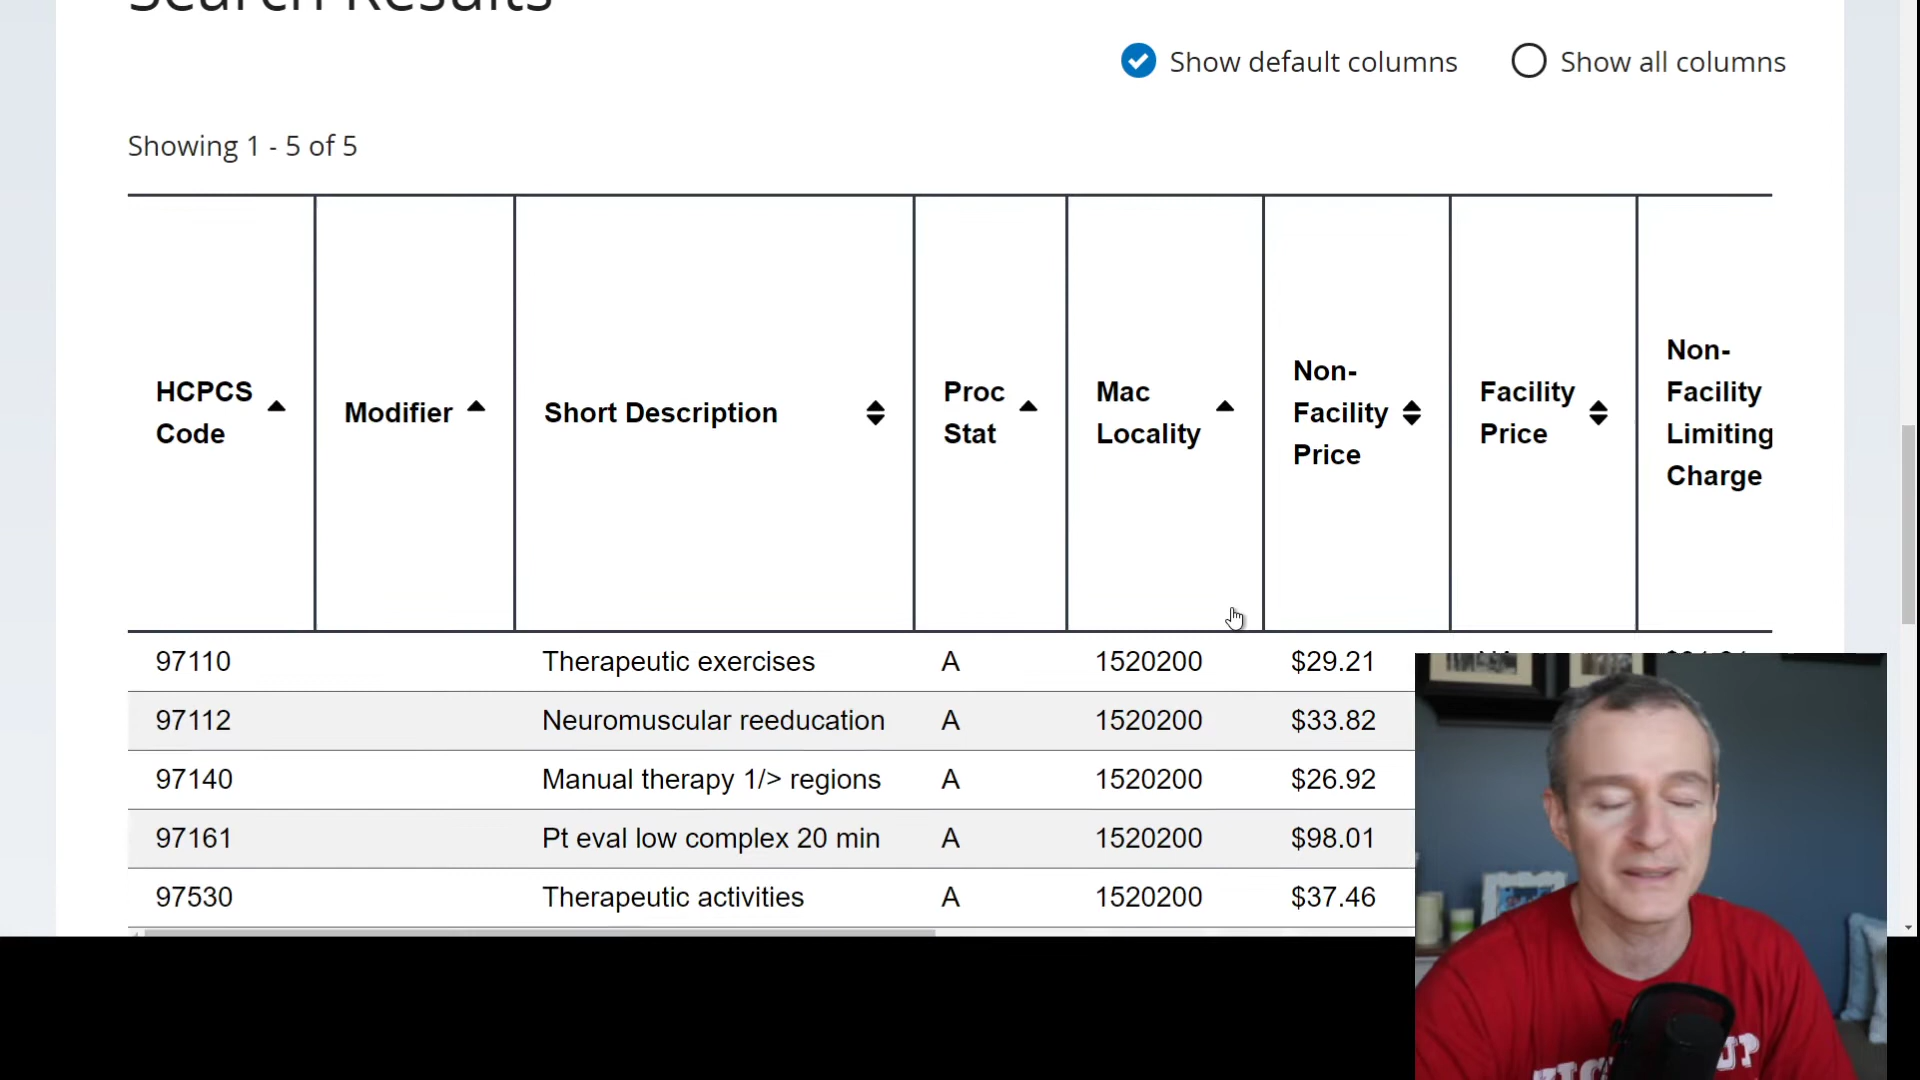 Search Results
Show default columns Show all columns
Showing 1 - 5 of 5
HCPCS Code Modifier Short Description Proc Stat Mac Locality Non-Facility Price Facility Price Non-Facility Limiting Charge
97110 Therapeutic exercises A 1520200 $29.21
97112 Neuromuscular reeducation A 1520200 $33.82
97140 Manual therapy 1/> regions A 1520200 $26.92
97161 Pt eval low complex 20 min A 1520200 $98.01
97530 Therapeutic activities A 1520200 $37.46